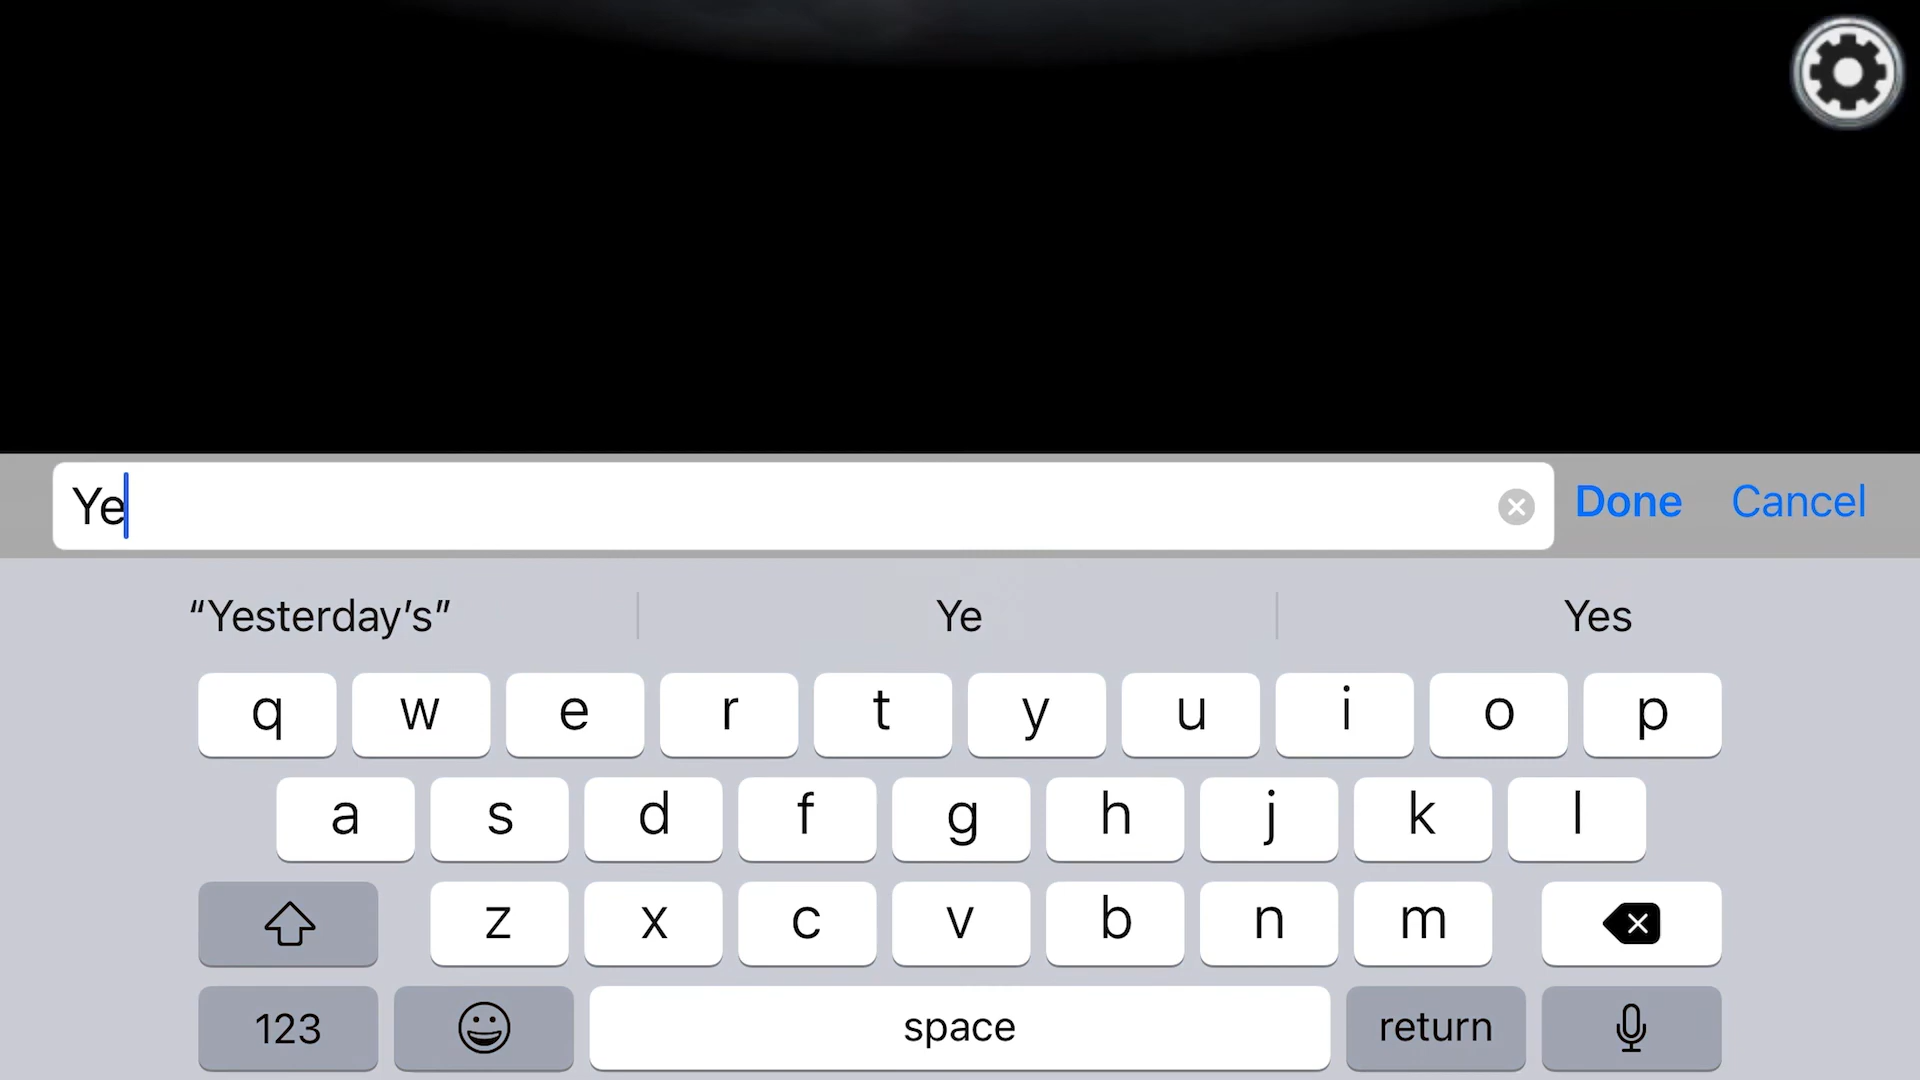 Ye Done Cancel
“Yesterday’s” Ye Yes
q w e r t y u i o p
a s d f g h j k l
z x c v b n m
123 space return